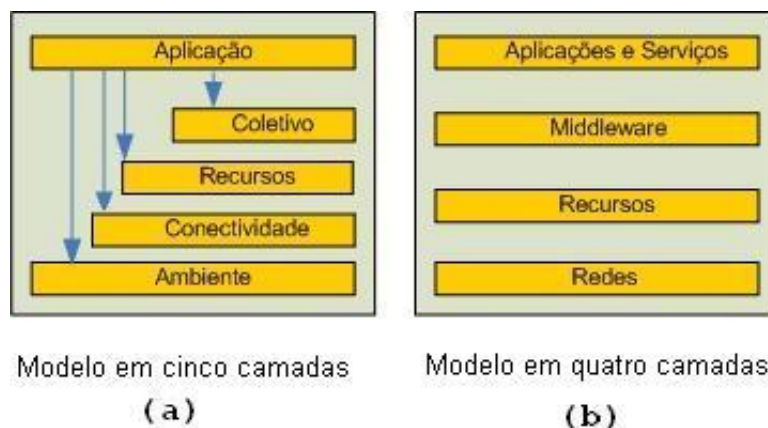 Aplicação
Coletivo
Recursos
Conectividade
Ambiente
Modelo em cinco camadas
(a)
Aplicações e Serviços
Middleware
Recursos
Redes
Modelo em quatro camadas
(b)